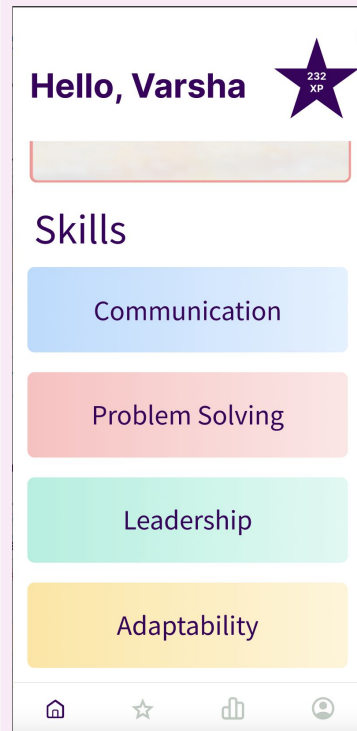 Hello, Varsha
232
XP
Skills
Communication
Problem Solving
Leadership
Adaptability